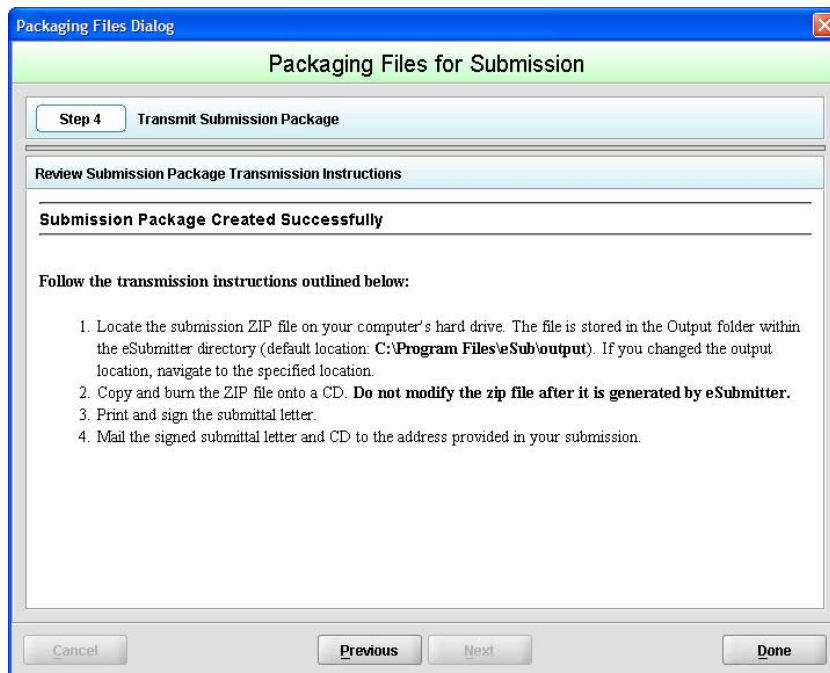 Packaging Files Dialog
Packaging Files for Submission
Step 4 Transmit Submission Package
Review Submission Package Transmission Instructions
Submission Package Created Successfully
Follow the transmission instructions outlined below:
1. Locate the submission ZIP file on your computer's hard drive. The file is stored in the Output folder within
the eSubmitter directory (default location: C:\Program Files\eSub\output). If you changed the output
location, navigate to the specified location.
2. Copy and burn the ZIP file onto a CD. Do not modify the zip file after it is generated by eSubmitter.
3. Print and sign the submittal letter.
4. Mail the signed submittal letter and CD to the address provided in your submission.
Cancel Previous Next Done